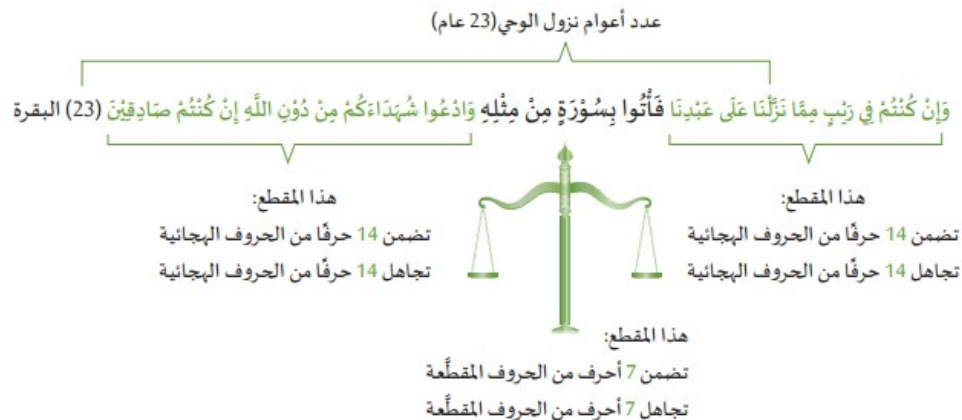 عدد أعوام نزول الوحي(23 عام)
وَإِنْ كُنْتُمْ فِي رَيْبٍ مِمَّا نَزَّلْنَا عَلَى عَبْدِنَا فَأْتُوا بِسُوْرَةٍ مِنْ مِثْلِهِ وَادْعُوا شُهَدَاءَكُمْ مِنْ دُوْنِ اللَّهِ إِنْ كُنْتُمْ صَادِقِيْنَ (23) البقرة
هذا المقطع:
تضمن 14 حرفًا من الحروف الهجائية
تجاهل 14 حرفًا من الحروف الهجائية
هذا المقطع:
تضمن 14 حرفًا من الحروف الهجائية
تجاهل 14 حرفًا من الحروف الهجائية
هذا المقطع:
تضمن 7 أحرف من الحروف المقطَّعة
تجاهل 7 أحرف من الحروف المقطَّعة